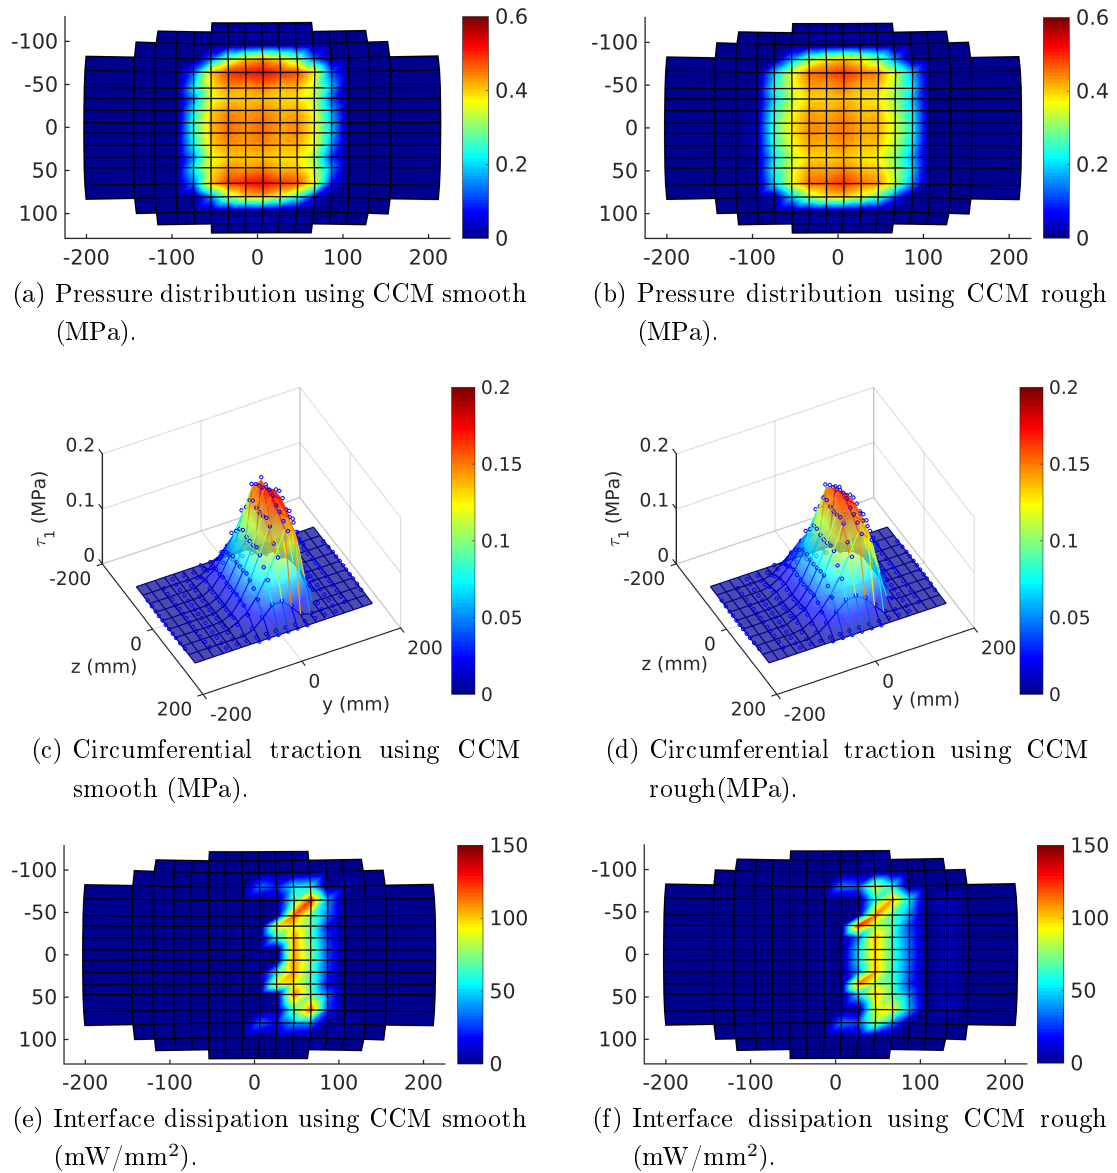 -100
-50
0
50
100
-200 -100 0 100 200
0.6
0.4
0.2
0
-100
-50
0
50
100
-200 -100 0 100 200
0.6
0.4
0.2
0
(a) Pressure distribution using CCM smooth
(MPa).
(b) Pressure distribution using CCM rough
(MPa).
0.2
0.1
0
τ1 (MPa)
-200
0
200
z (mm)
-200
0
200
y (mm)
0.2
0.15
0.1
0.05
0
0.2
0.1
0
τ1 (MPa)
-200
0
200
z (mm)
-200
0
200
y (mm)
0.2
0.15
0.1
0.05
0
(c) Circumferential traction using CCM
smooth (MPa).
(d) Circumferential traction using CCM
rough(MPa).
-100
-50
0
50
100
-200 -100 0 100 200
150
100
50
0
-100
-50
0
50
100
-200 -100 0 100 200
150
100
50
0
(e) Interface dissipation using CCM smooth
(mW/mm²).
(f) Interface dissipation using CCM rough
(mW/mm²).